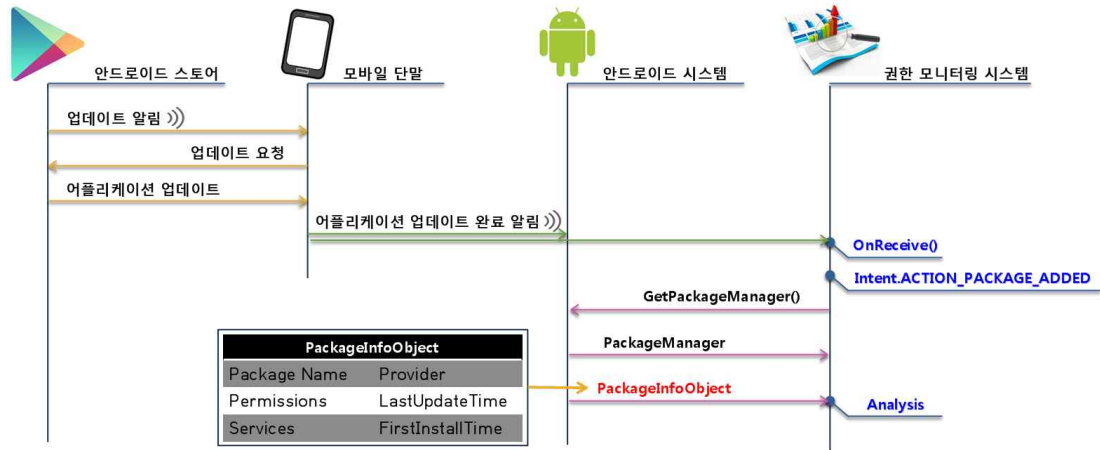 안드로이드 스토어
모바일 단말
안드로이드 시스템
권한 모니터링 시스템
업데이트 알림
업데이트 요청
어플리케이션 업데이트
어플리케이션 업데이트 완료 알림
OnReceive()
Intent.ACTION_PACKAGE_ADDED
GetPackageManager()
PackageManager
PackageInfoObject
Package Name Provider
Permissions LastUpdateTime
Services FirstInstallTime
PackageInfoObject
Analysis